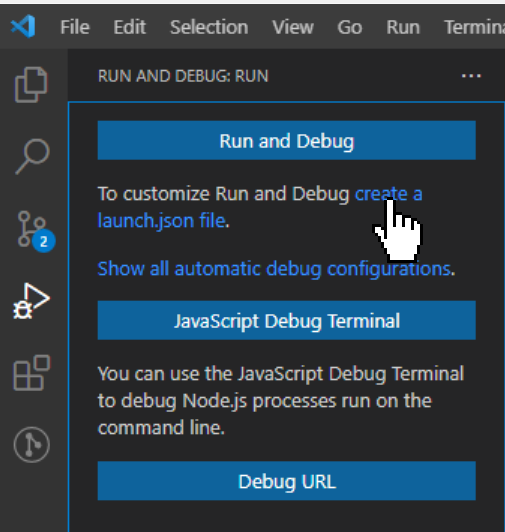 File Edit Selection View Go Run Termina
RUN AND DEBUG: RUN
Run and Debug
To customize Run and Debug create a
launch.json file.
2
Show all automatic debug configurations.
JavaScript Debug Terminal
You can use the JavaScript Debug Terminal
to debug Node.js processes run on the
command line.
Debug URL